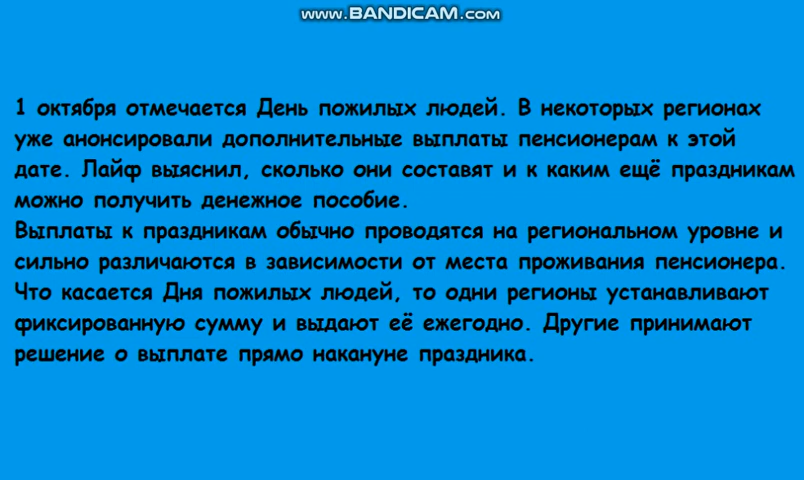 www.BANDICAM.com
1 октября отмечается День пожилых людей. В некоторых регионах
уже анонсировали дополнительные выплаты пенсионерам к этой
дате. Лайф выяснил, сколько они составят и к каким ещё праздникам
можно получить денежное пособие.
Выплаты к праздникам обычно проводятся на региональном уровне и
сильно различаются в зависимости от места проживания пенсионера.
Что касается Дня пожилых людей, то одни регионы устанавливают
фиксированную сумму и выдают её ежегодно. Другие принимают
решение о выплате прямо накануне праздника.